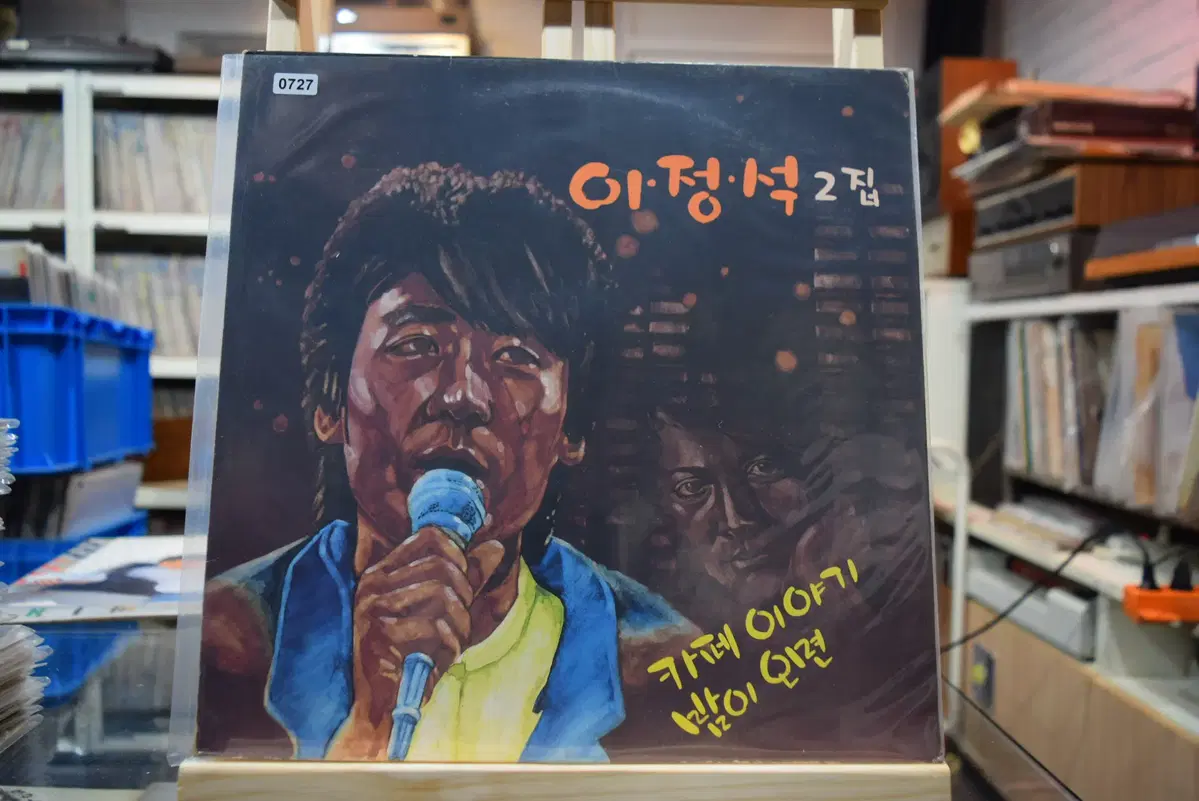 0727
이·정·석 2집
카페 이야기
밤이 오면